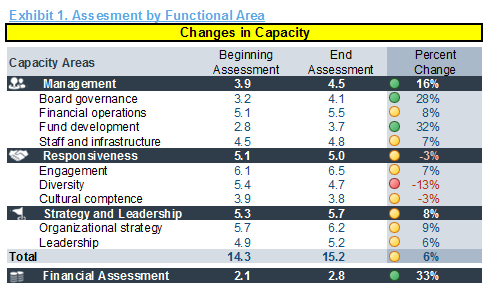 Exhibit 1. Assesment by Functional Area
Changes in Capacity
Capacity Areas Beginning Assessment End Assessment Percent Change
Management 3.9 4.5 16%
Board governance 3.2 4.1 28%
Financial operations 5.1 5.5 8%
Fund development 2.8 3.7 32%
Staff and infrastructure 4.5 4.8 7%
Responsiveness 5.1 5.0 -3%
Engagement 6.1 6.5 7%
Diversity 5.4 4.7 -13%
Cultural comptence 3.9 3.8 -3%
Strategy and Leadership 5.3 5.7 8%
Organizational strategy 5.7 6.2 9%
Leadership 4.9 5.2 6%
Total 14.3 15.2 6%
Financial Assessment 2.1 2.8 33%